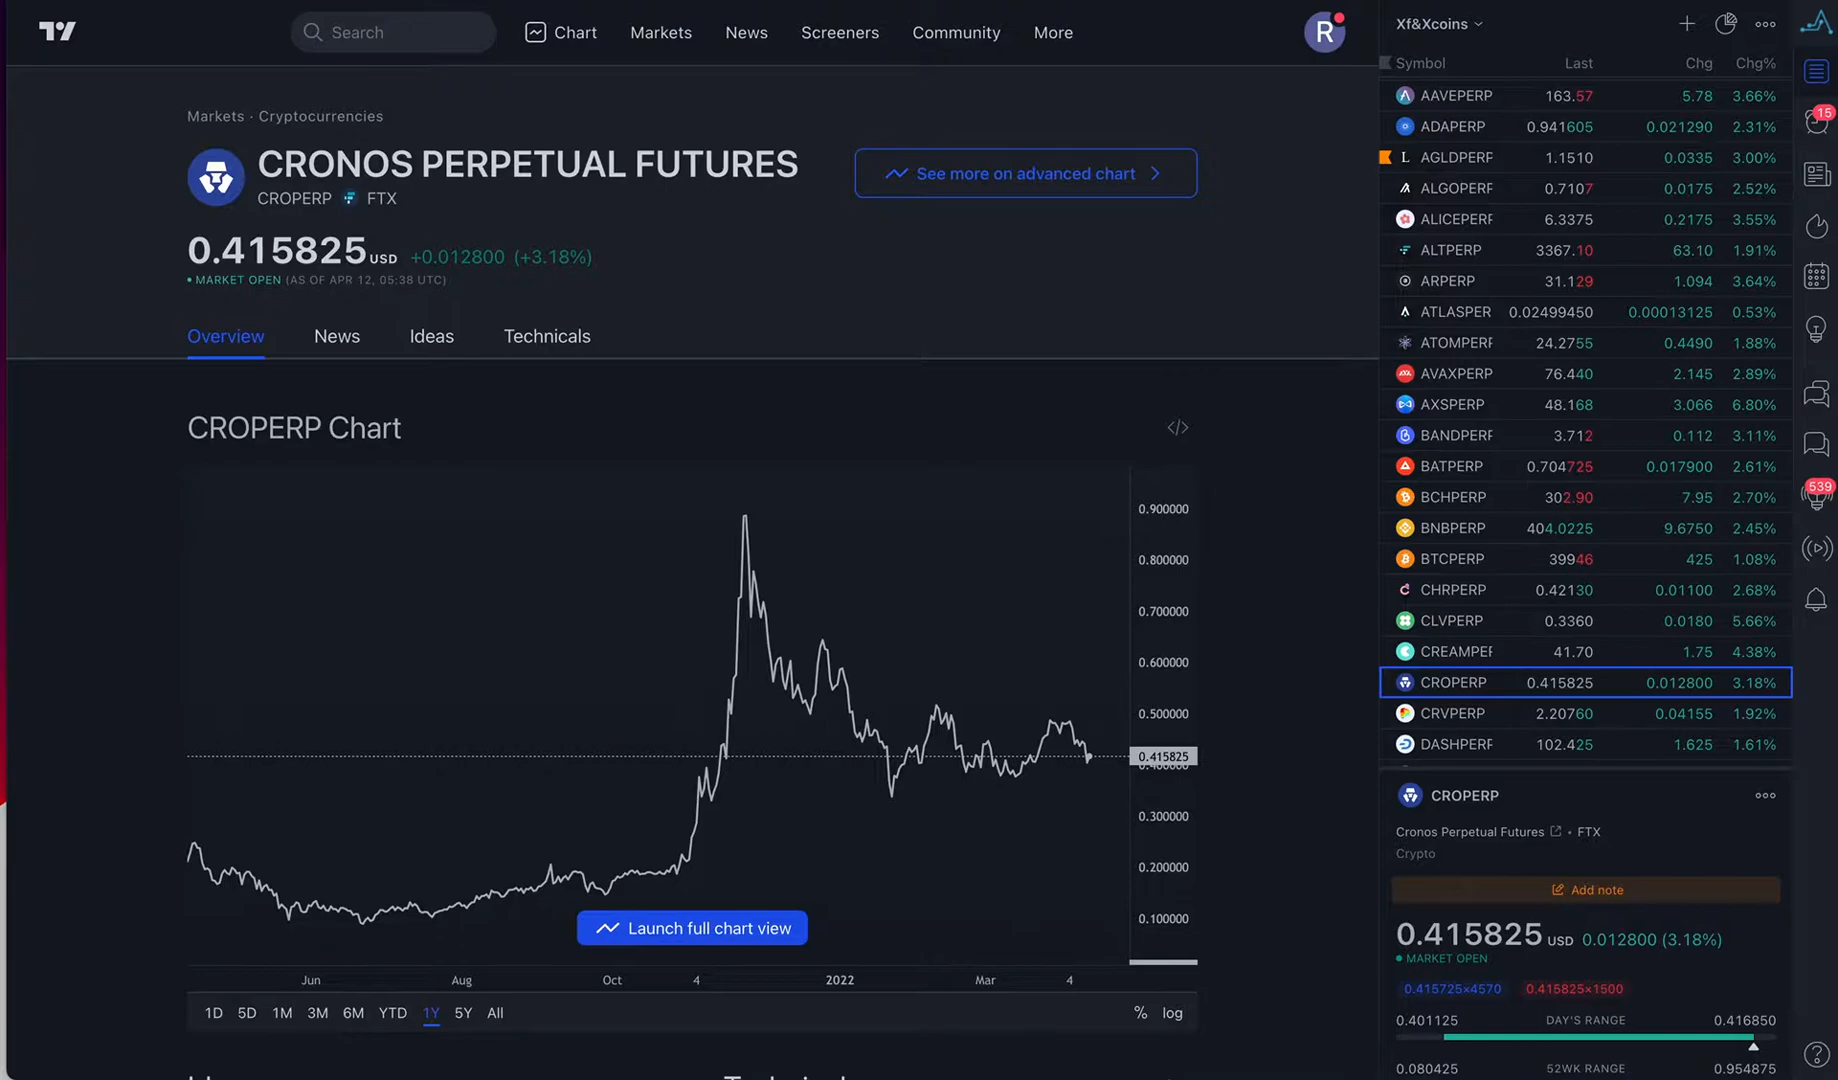 Search
Chart
Markets
News
Screeners
Community
More
R
Markets · Cryptocurrencies
CRONOS PERPETUAL FUTURES
CROPERP FTX
See more on advanced chart
0.415825 USD +0.012800 (+3.18%)
• MARKET OPEN (AS OF APR 12, 05:38 UTC)
Overview
News
Ideas
Technicals
CROPERP Chart
</>
0.900000
0.800000
0.700000
0.600000
0.500000
0.415825
0.400000
0.300000
0.200000
0.100000
Launch full chart view
Jun Aug Oct 4 2022 Mar 4
1D 5D 1M 3M 6M YTD 1Y 5Y All
% log
Xf&Xcoins
Symbol Last Chg Chg%
AAVEPERP 163.57 5.78 3.66%
ADAPERP 0.941605 0.021290 2.31%
L AGLDPERP 1.1510 0.0335 3.00%
ALGOPERP 0.7107 0.0175 2.52%
ALICEPERP 6.3375 0.2175 3.55%
ALTPERP 3367.10 63.10 1.91%
ARPERP 31.129 1.094 3.64%
ATLASPER 0.02499450 0.00013125 0.53%
ATOMPERP 24.2755 0.4490 1.88%
AVAXPERP 76.440 2.145 2.89%
AXSPERP 48.168 3.066 6.80%
BANDPERP 3.712 0.112 3.11%
BATPERP 0.704725 0.017900 2.61%
BCHPERP 302.90 7.95 2.70%
BNBPERP 404.0225 9.6750 2.45%
BTCPERP 39946 425 1.08%
CHRPERP 0.42130 0.01100 2.68%
CLVPERP 0.3360 0.0180 5.66%
CREAMPER 41.70 1.75 4.38%
CROPERP 0.415825 0.012800 3.18%
CRVPERP 2.20760 0.04155 1.92%
DASHPERP 102.425 1.625 1.61%
CROPERP
Cronos Perpetual Futures • FTX
Crypto
Add note
0.415825 USD 0.012800 (3.18%)
• MARKET OPEN
0.415725×4570 0.415825×1500
0.401125 DAY'S RANGE 0.416850
0.080425 52WK RANGE 0.954875
15
539